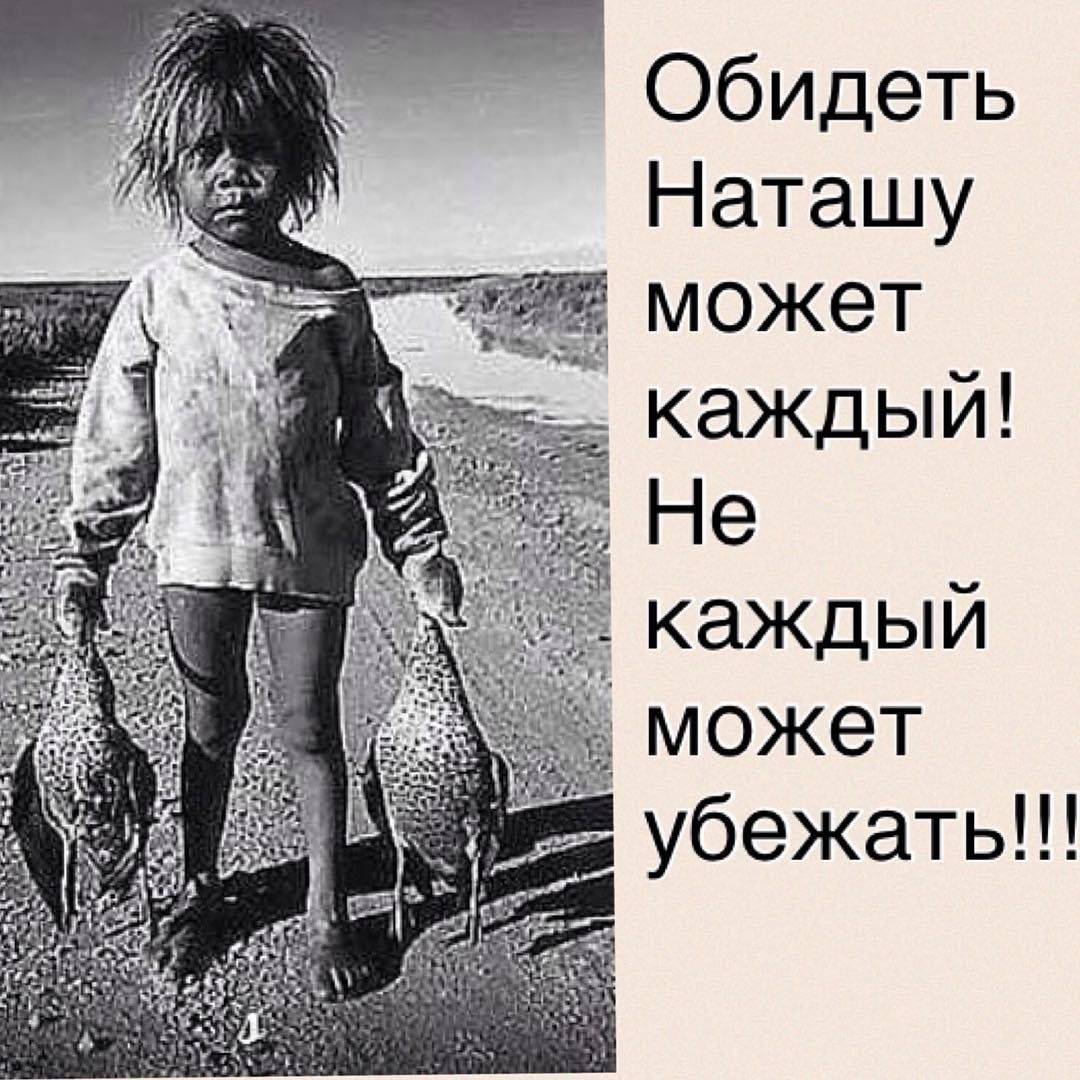 Обидеть
Наташу
может
каждый!
Не
каждый
может
убежать!!!